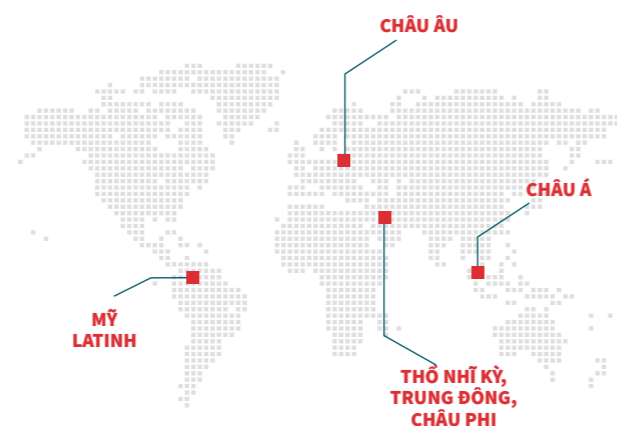 CHÂU ÂU
CHÂU Á
MỸ
LATINH
THỔ NHĨ KỲ,
TRUNG ĐÔNG,
CHÂU PHI